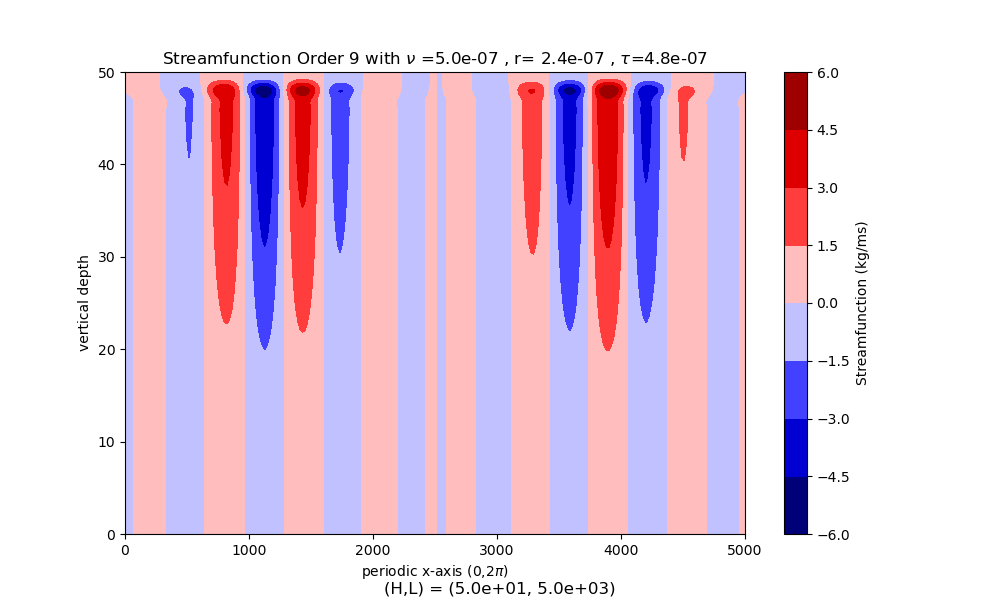 Streamfunction Order 9 with ν =5.0e-07 , r= 2.4e-07 , τ=4.8e-07
50
40
30
20
10
0
vertical depth
0 1000 2000 3000 4000 5000
periodic x-axis (0,2π)
(H,L) = (5.0e+01, 5.0e+03)
6.0
4.5
3.0
1.5
0.0
−1.5
−3.0
−4.5
−6.0
Streamfunction (kg/ms)